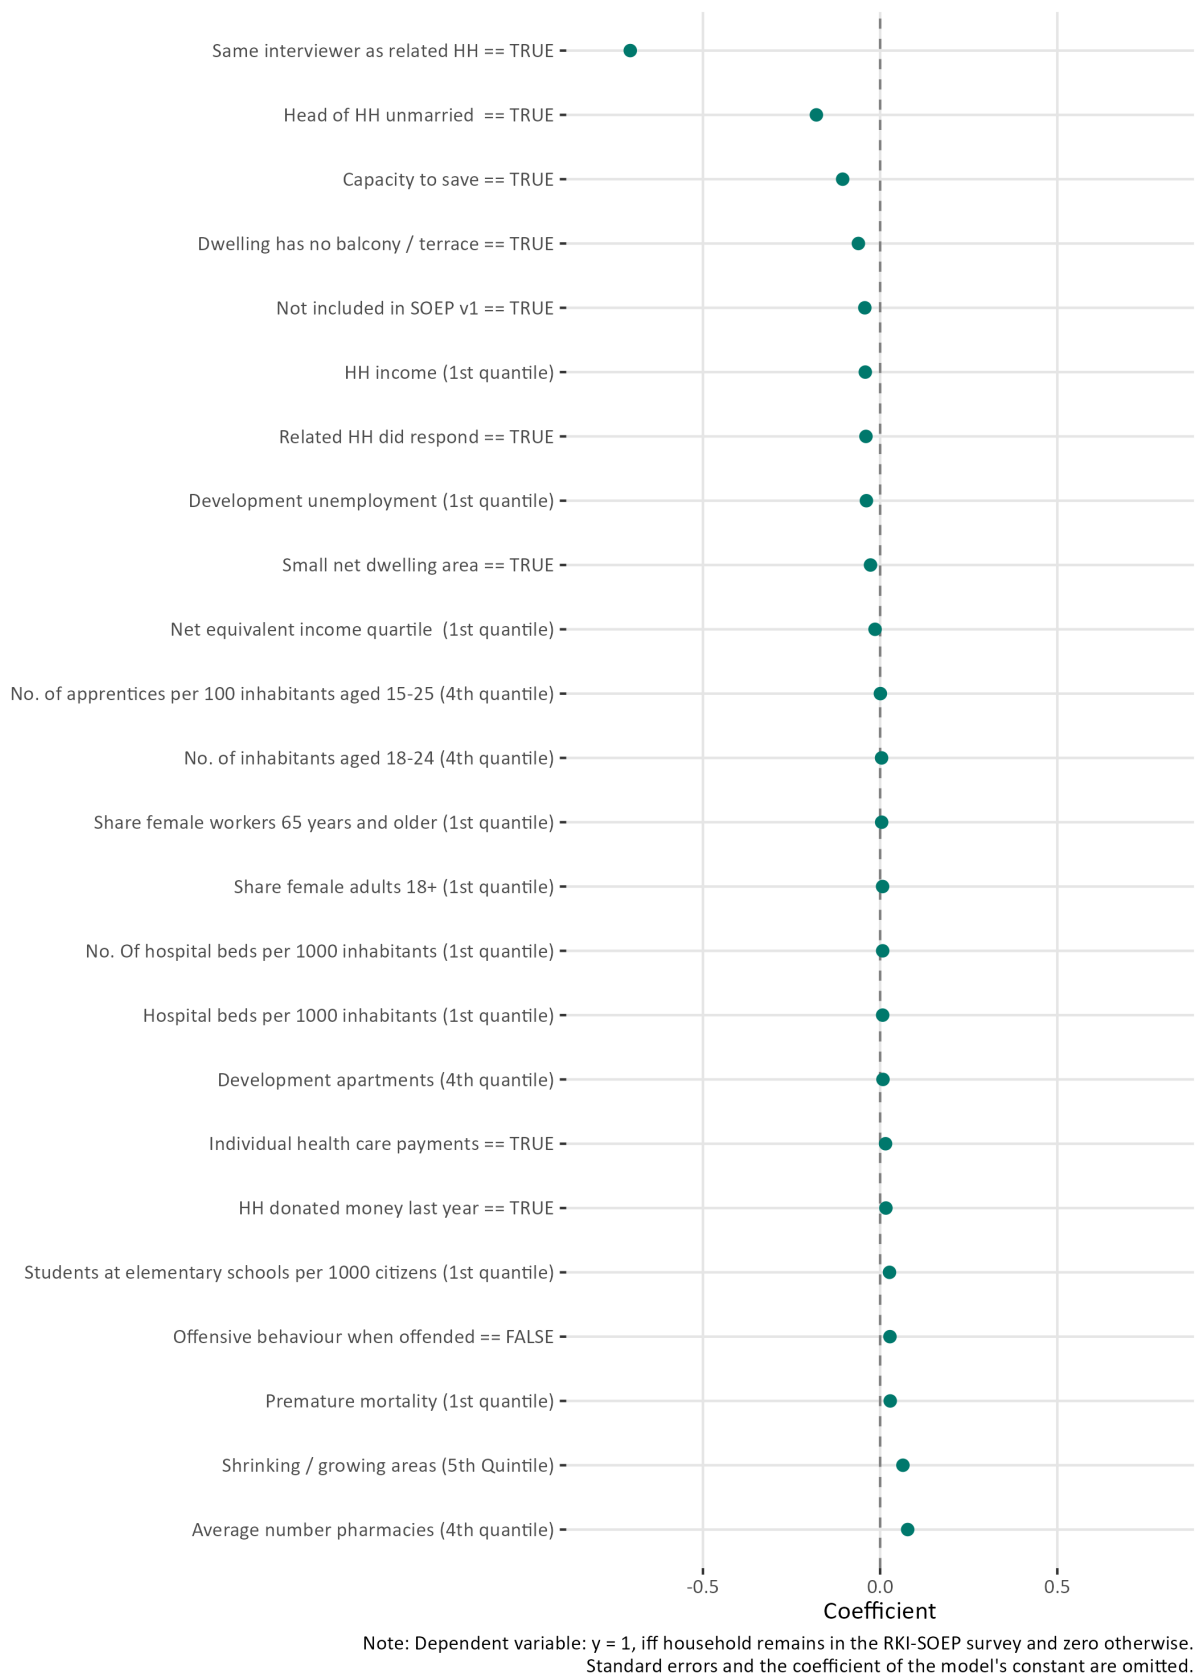 Same interviewer as related HH == TRUE
Head of HH unmarried  == TRUE
Capacity to save == TRUE
Dwelling has no balcony / terrace == TRUE
Not included in SOEP v1 == TRUE
HH income (1st quantile)
Related HH did respond == TRUE
Development unemployment (1st quantile)
Small net dwelling area == TRUE
Net equivalent income quartile  (1st quantile)
No. of apprentices per 100 inhabitants aged 15-25 (4th quantile)
No. of inhabitants aged 18-24 (4th quantile)
Share female workers 65 years and older (1st quantile)
Share female adults 18+ (1st quantile)
No. Of hospital beds per 1000 inhabitants (1st quantile)
Hospital beds per 1000 inhabitants (1st quantile)
Development apartments (4th quantile)
Individual health care payments == TRUE
HH donated money last year == TRUE
Students at elementary schools per 1000 citizens (1st quantile)
Offensive behaviour when offended == FALSE
Premature mortality (1st quantile)
Shrinking / growing areas (5th Quintile)
Average number pharmacies (4th quantile)
-0.5 0.0 0.5
Coefficient
Note: Dependent variable: y = 1, iff household remains in the RKI-SOEP survey and zero otherwise.
Standard errors and the coefficient of the model's constant are omitted.